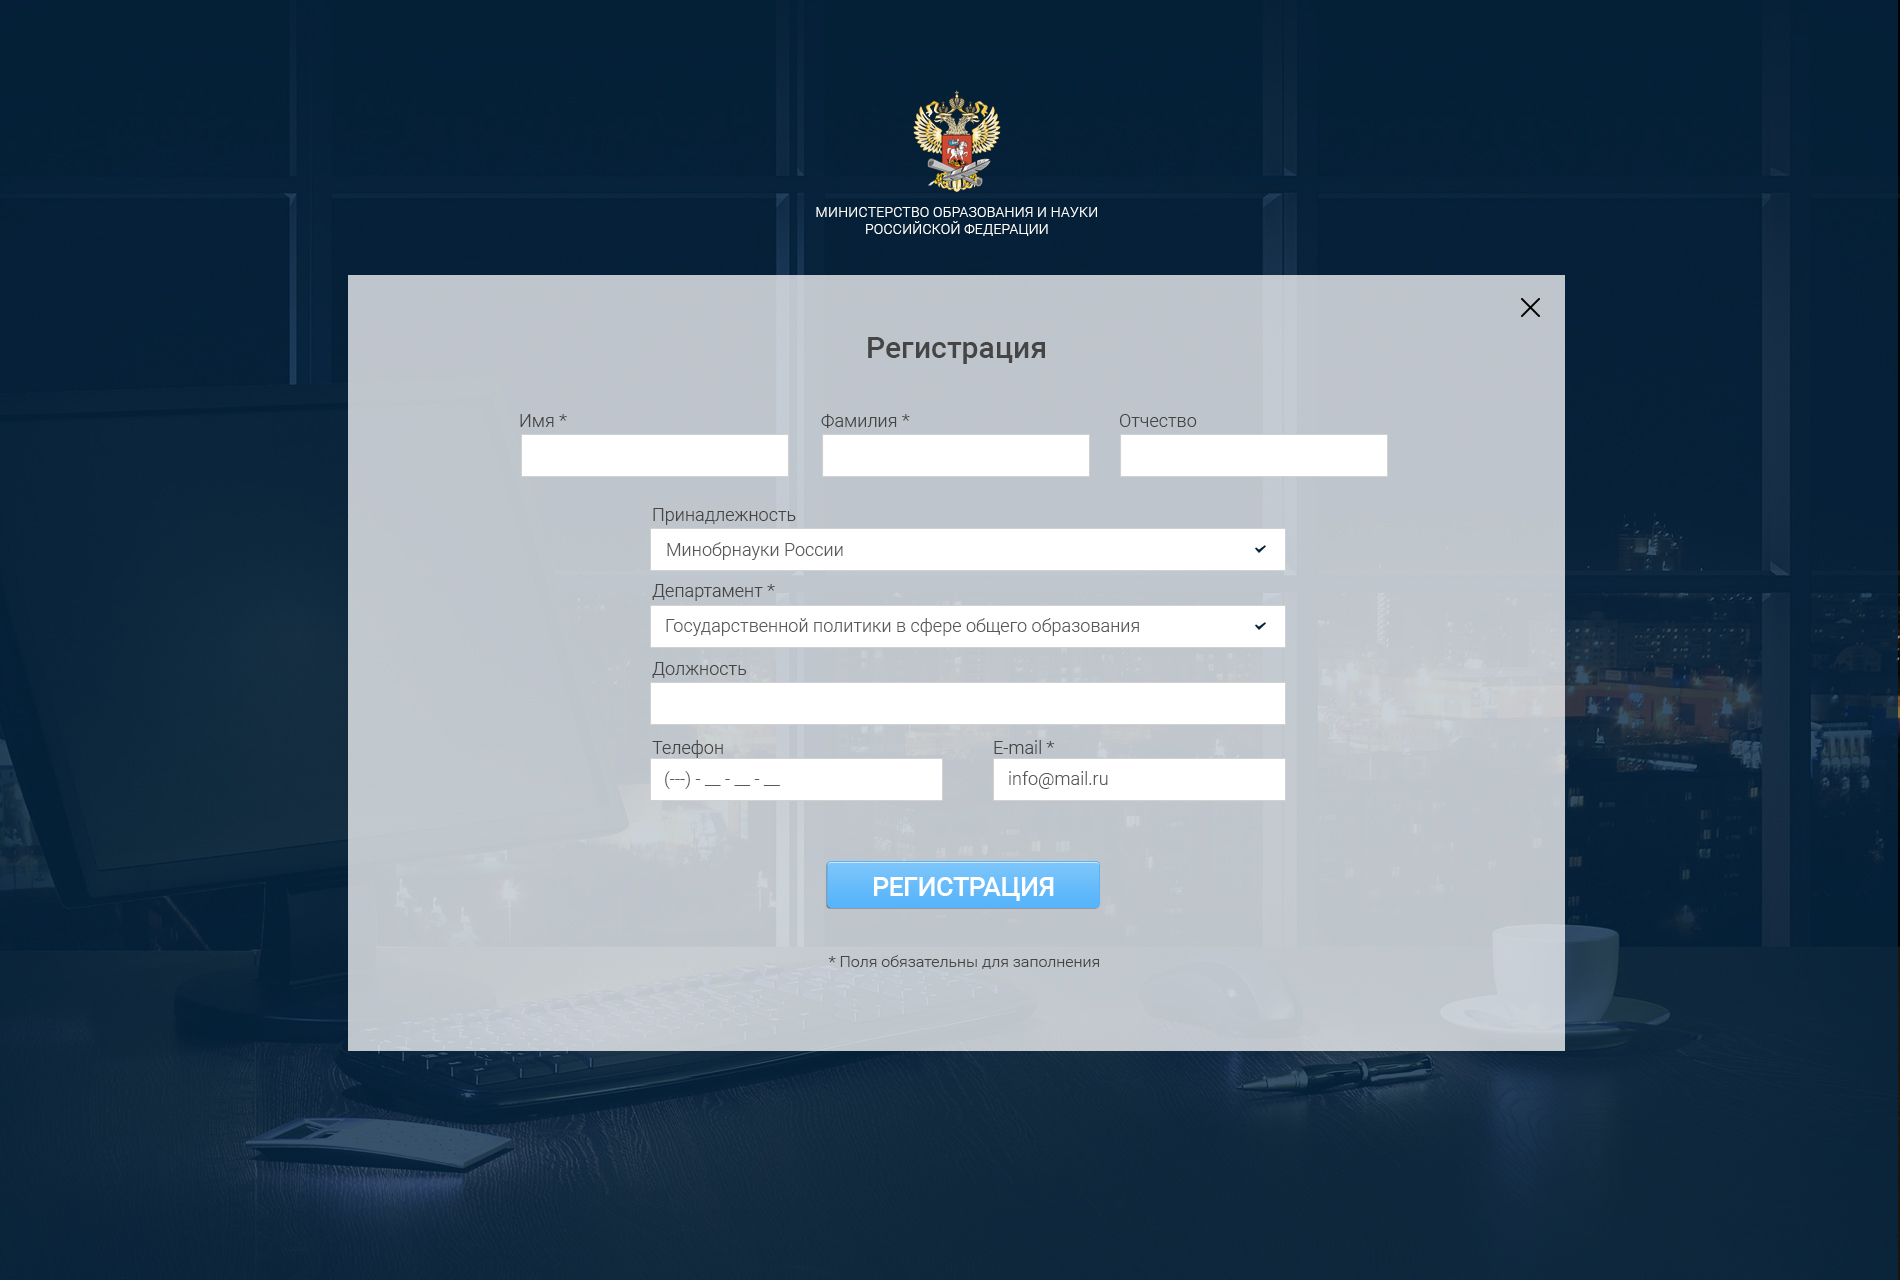 МИНИСТЕРСТВО ОБРАЗОВАНИЯ И НАУКИ
РОССИЙСКОЙ ФЕДЕРАЦИИ
Регистрация
Имя *
Фамилия *
Отчество
Принадлежность
Минобрнауки России
Департамент *
Государственной политики в сфере общего образования
Должность
Телефон
E-mail *
(---) - __ - __ - __
info@mail.ru
РЕГИСТРАЦИЯ
* Поля обязательны для заполнения